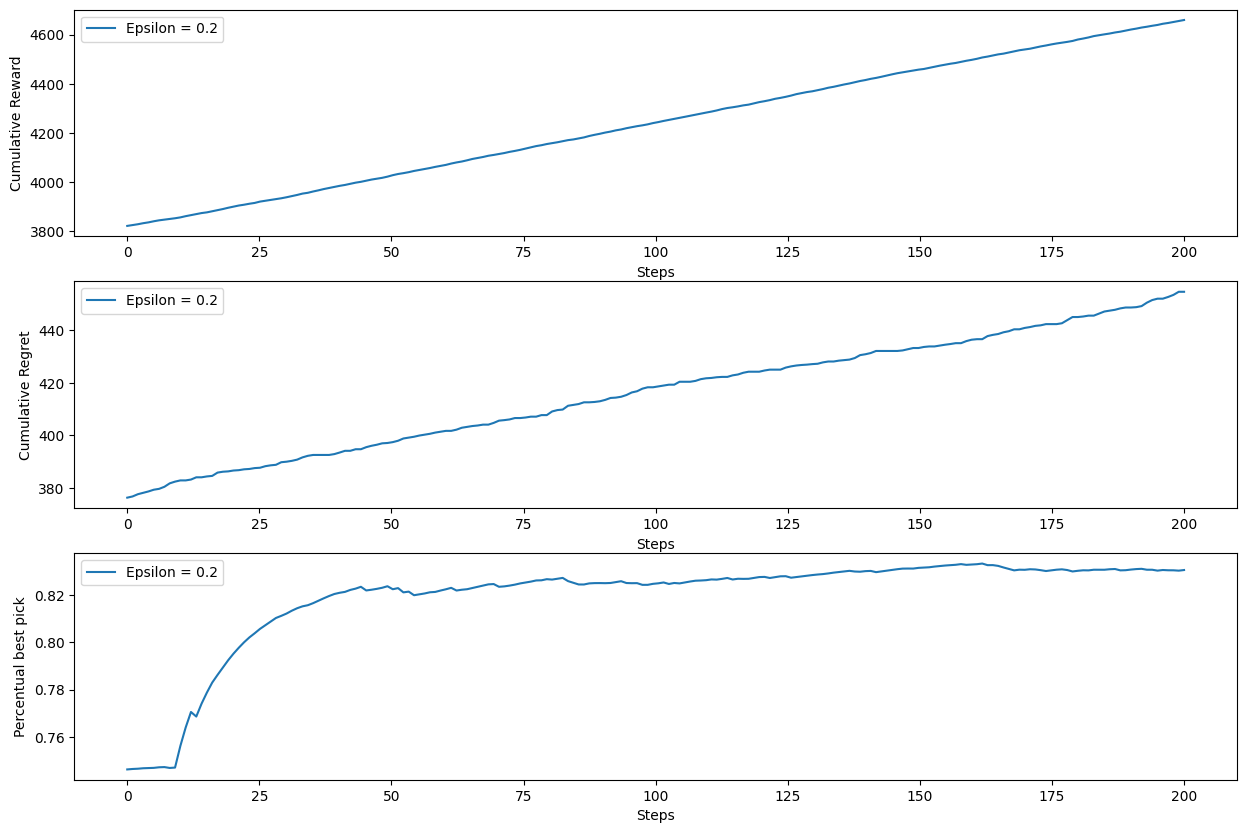 Epsilon = 0.2
Cumulative Reward
4600
4400
4200
4000
3800
0 25 50 75 100 125 150 175 200
Steps
Epsilon = 0.2
Cumulative Regret
440
420
400
380
0 25 50 75 100 125 150 175 200
Steps
Epsilon = 0.2
Percentual best pick
0.82
0.80
0.78
0.76
0 25 50 75 100 125 150 175 200
Steps